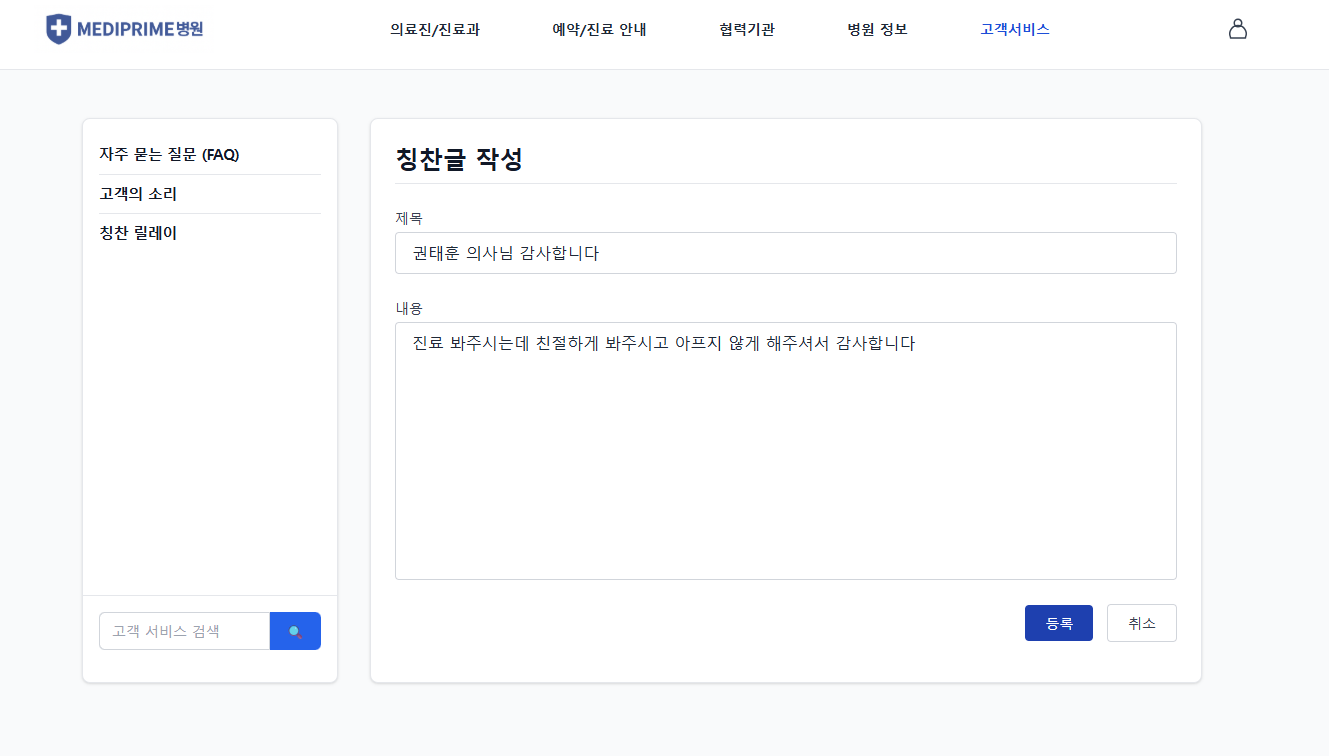 MEDIPRIME병원
의료진/진료과
예약/진료 안내
협력기관
병원 정보
고객서비스
자주 묻는 질문 (FAQ)
고객의 소리
칭찬 릴레이
고객 서비스 검색
칭찬글 작성
제목
권태훈 의사님 감사합니다
내용
진료 봐주시는데 친절하게 봐주시고 아프지 않게 해주셔서 감사합니다
등록
취소